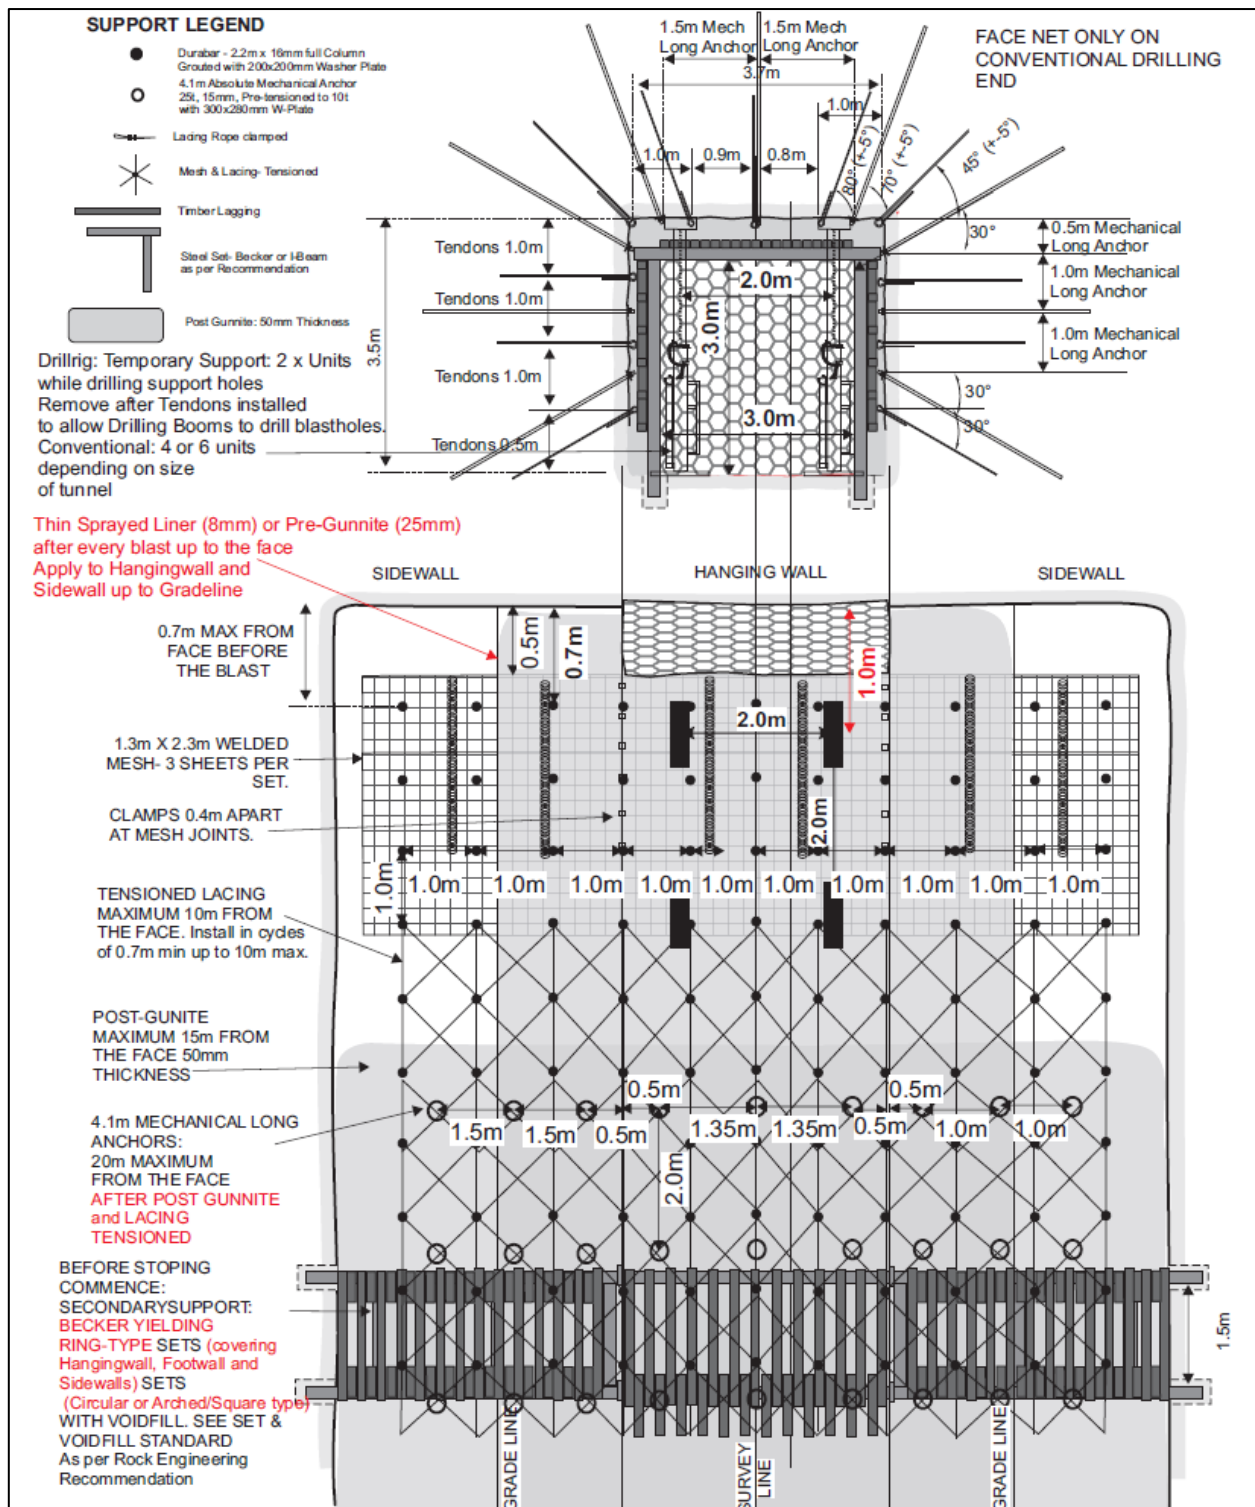 SUPPORT LEGEND
Durabar - 2.2m x 16mm full Column
Grouted with 200x200mm Washer Plate
4.1m Absolute Mechanical Anchor
25t, 15mm, Pre-tensioned to 10t
with 300x280mm W-Plate
Lacing Rope clamped
Mesh & Lacing- Tensioned
Timber Lagging
Steel Set- Becker or I-Beam
as per Recommendation
Post Gunnite: 50mm Thickness
Drillrig: Temporary Support: 2 x Units
while drilling support holes
Remove after Tendons installed
to allow Drilling Booms to drill blastholes.
Conventional: 4 or 6 units
depending on size
of tunnel
1.5m Mech
Long Anchor
1.5m Mech
Long Anchor
FACE NET ONLY ON
CONVENTIONAL DRILLING
END
3.7m
1.0m
1.0m
0.9m
0.8m
80° (+-5°)
70° (+-5°)
45° (+-5°)
30°
0.5m Mechanical
Long Anchor
1.0m Mechanical
Long Anchor
1.0m Mechanical
Long Anchor
30°
30°
3.5m
Tendons 1.0m
Tendons 1.0m
Tendons 1.0m
Tendons 0.5m
2.0m
3.0m
3.0m
Thin Sprayed Liner (8mm) or Pre-Gunnite (25mm)
after every blast up to the face
Apply to Hangingwall and
Sidewall up to Gradeline
SIDEWALL
HANGING WALL
SIDEWALL
0.7m MAX FROM
FACE BEFORE
THE BLAST
0.5m
0.7m
1.0m
2.0m
1.3m X 2.3m WELDED
MESH- 3 SHEETS PER
SET.
CLAMPS 0.4m APART
AT MESH JOINTS.
2.0m
1.0m
1.0m 1.0m 1.0m 1.0m 1.0m 1.0m 1.0m 1.0m 1.0m 1.0m
TENSIONED LACING
MAXIMUM 10m FROM
THE FACE. Install in cycles
of 0.7m min up to 10m max.
POST-GUNITE
MAXIMUM 15m FROM
THE FACE 50mm
THICKNESS
0.5m
0.5m
1.5m 1.5m 0.5m 1.35m 1.35m 0.5m 1.0m 1.0m
2.0m
4.1m MECHANICAL LONG
ANCHORS:
20m MAXIMUM
FROM THE FACE
AFTER POST GUNNITE
and LACING
TENSIONED
BEFORE STOPING
COMMENCE:
SECONDARYSUPPORT:
BECKER YIELDING
RING-TYPE SETS (covering
Hangingwall, Footwall and
Sidewalls) SETS
(Circular or Arched/Square type)
WITH VOIDFILL. SEE SET &
VOIDFILL STANDARD
As per Rock Engineering
Recommendation
1.5m
GRADE LINE
SURVEY
LINE
GRADE LINE